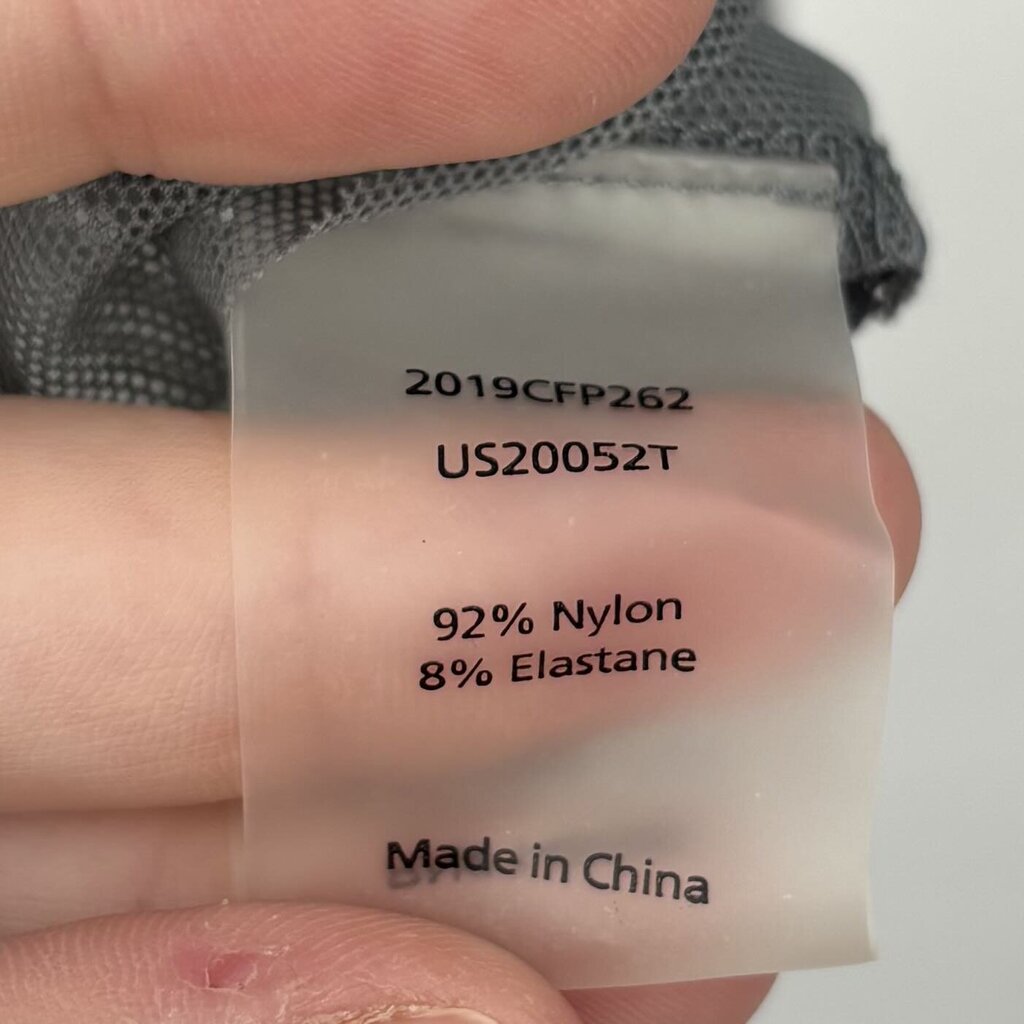 2019CFP262
US20052T
92% Nylon
8% Elastane
Made in China